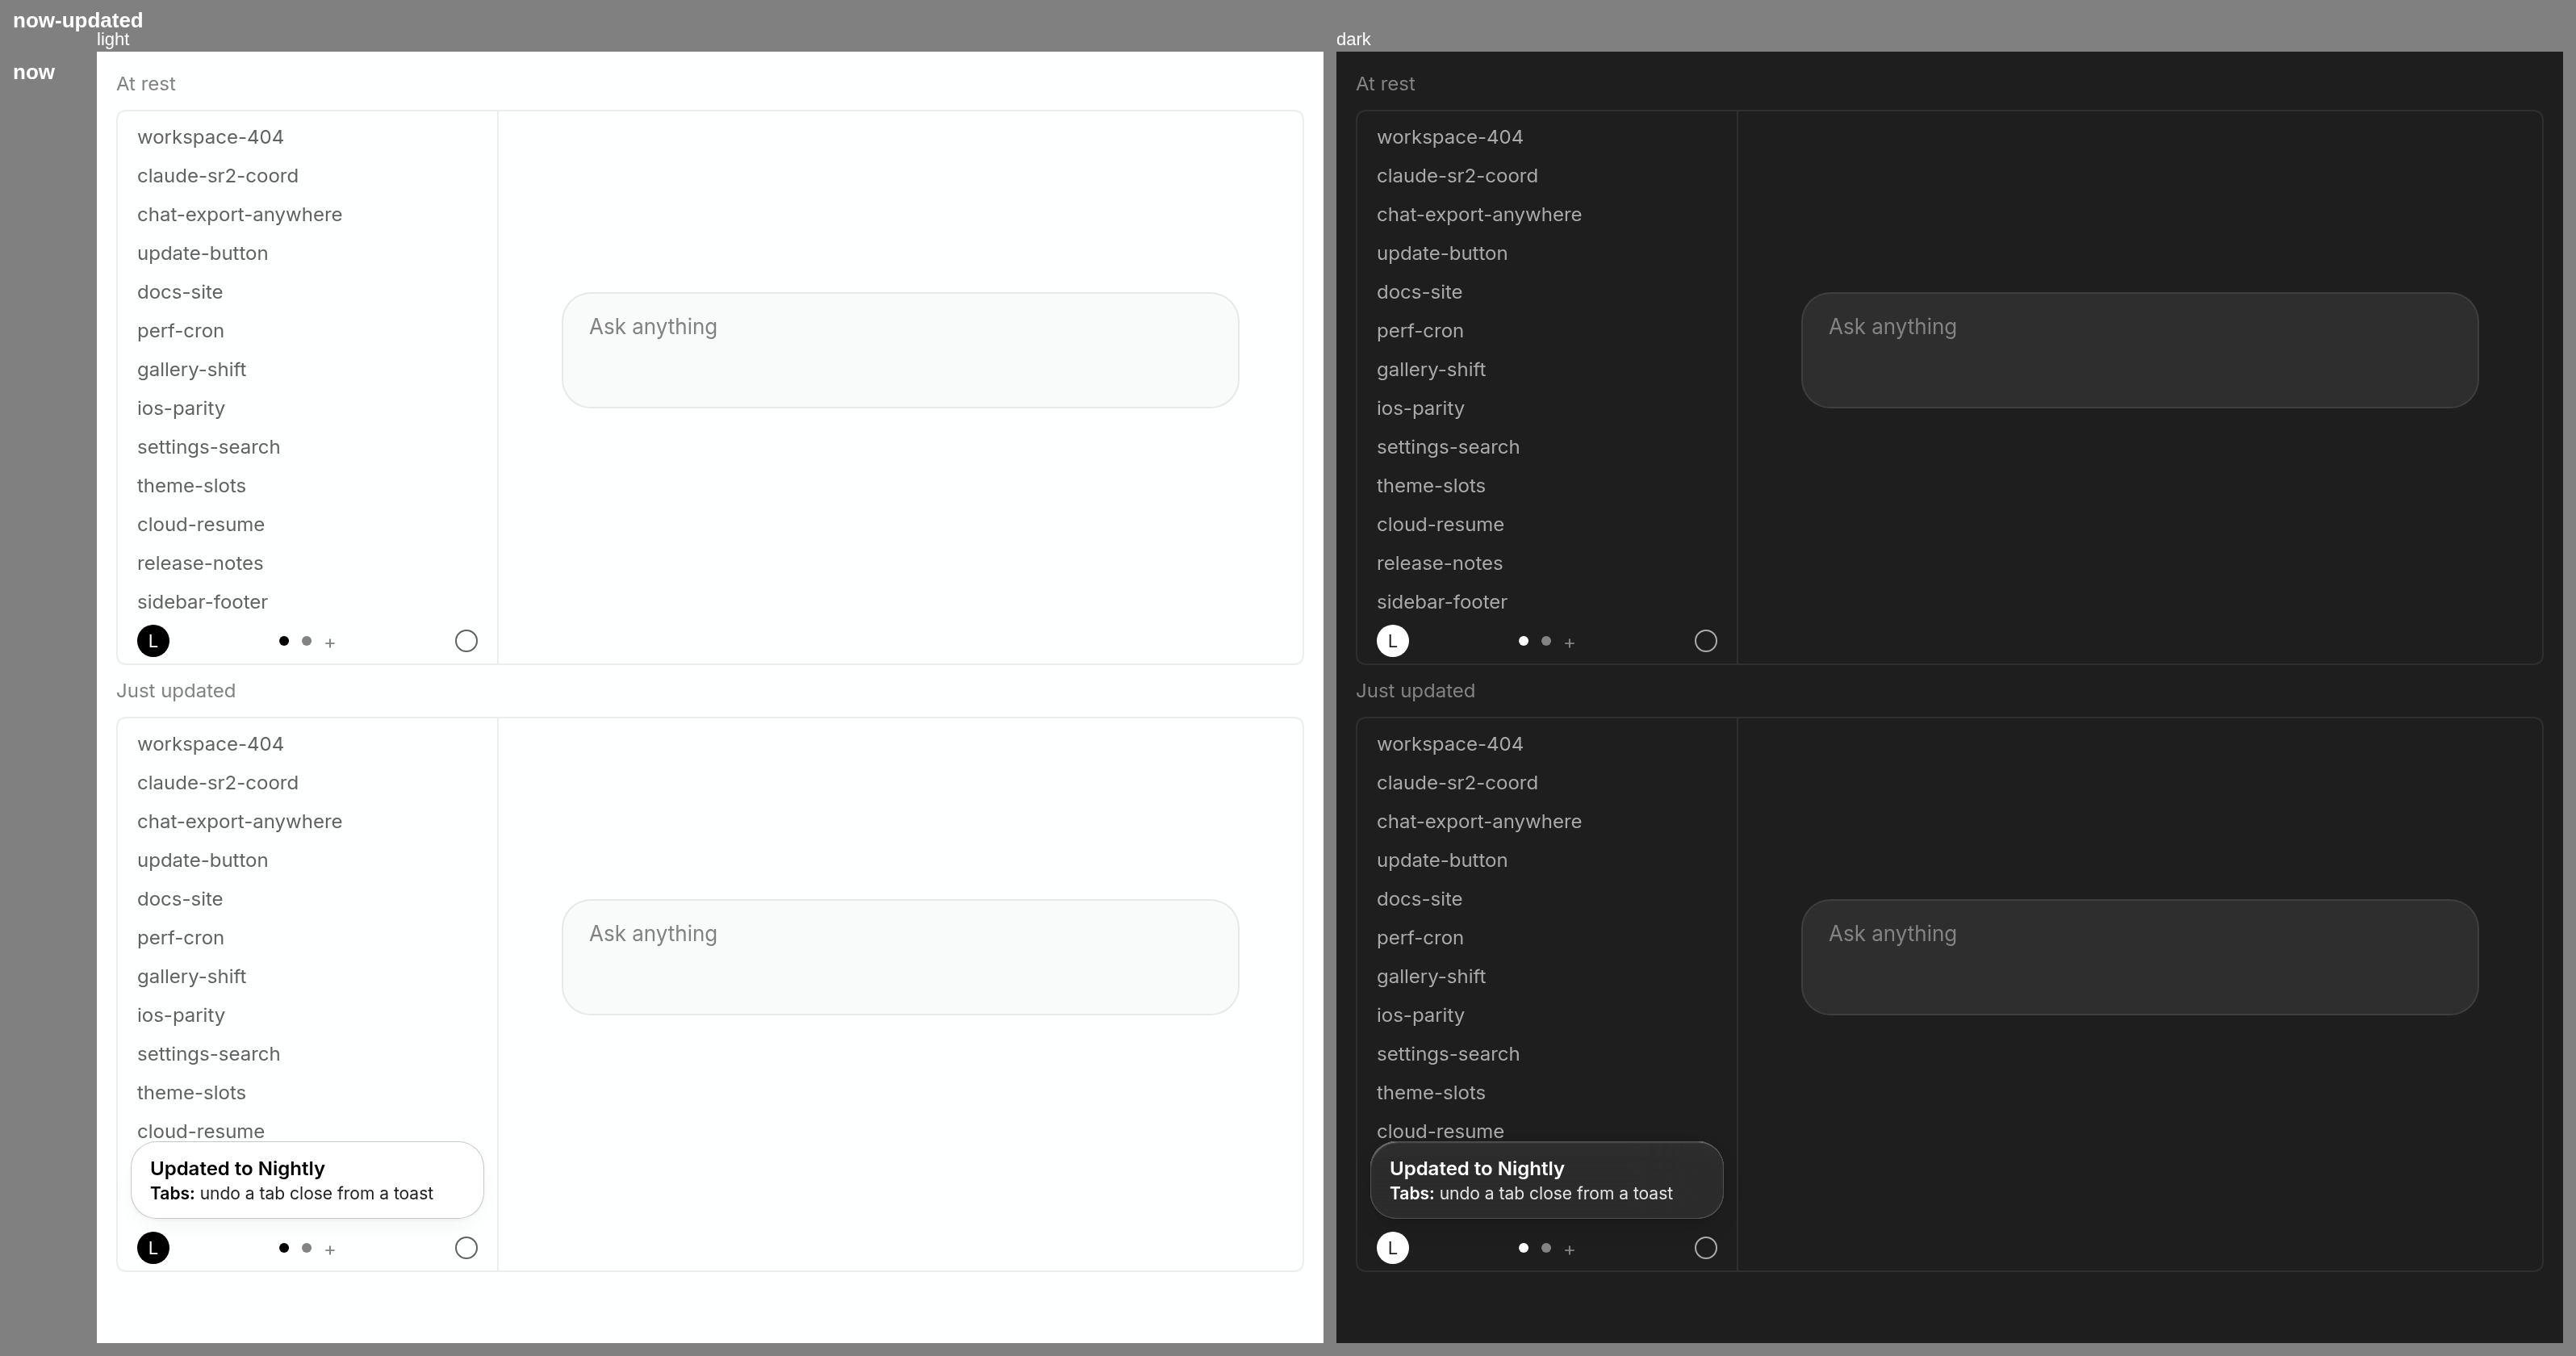 now-updated
light
dark
now
At rest
workspace-404
claude-sr2-coord
chat-export-anywhere
update-button
docs-site
perf-cron
gallery-shift
ios-parity
settings-search
theme-slots
cloud-resume
release-notes
sidebar-footer
L
+
Ask anything
Just updated
workspace-404
claude-sr2-coord
chat-export-anywhere
update-button
docs-site
perf-cron
gallery-shift
ios-parity
settings-search
theme-slots
cloud-resume
Updated to Nightly
Tabs: undo a tab close from a toast
L
+
Ask anything
At rest
workspace-404
claude-sr2-coord
chat-export-anywhere
update-button
docs-site
perf-cron
gallery-shift
ios-parity
settings-search
theme-slots
cloud-resume
release-notes
sidebar-footer
L
+
Ask anything
Just updated
workspace-404
claude-sr2-coord
chat-export-anywhere
update-button
docs-site
perf-cron
gallery-shift
ios-parity
settings-search
theme-slots
cloud-resume
Updated to Nightly
Tabs: undo a tab close from a toast
L
+
Ask anything